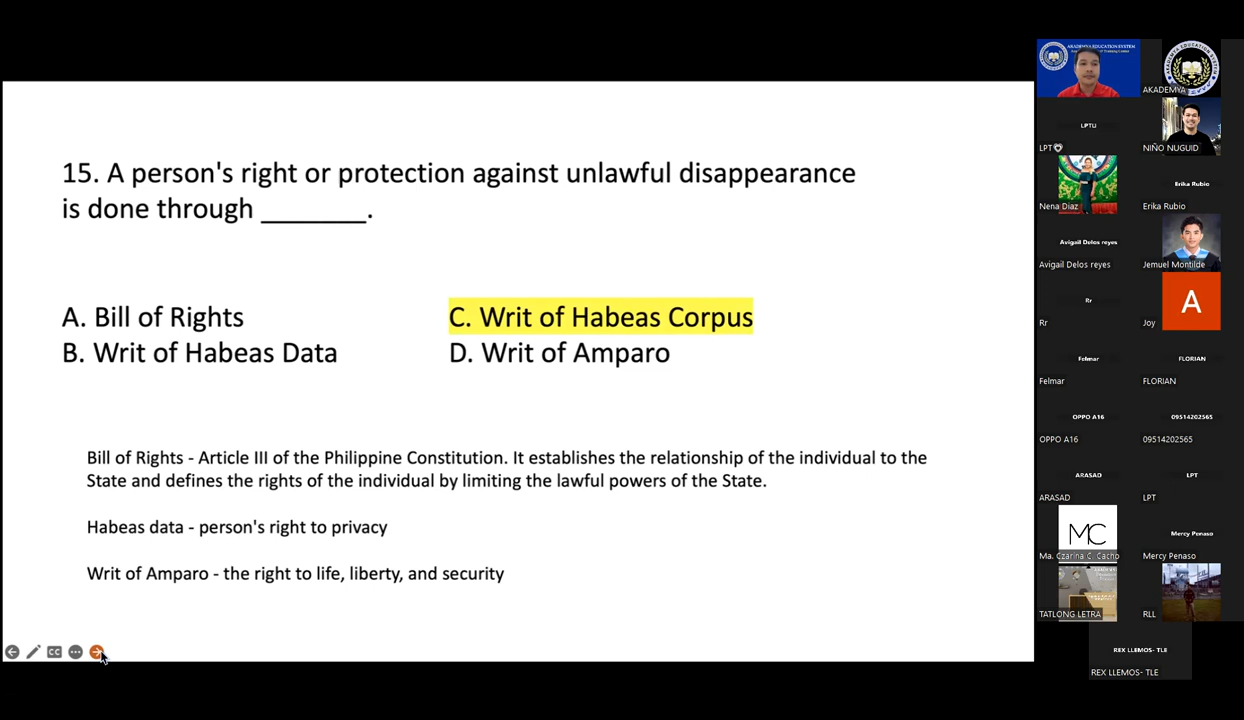 15. A person's right or protection against unlawful disappearance
is done through _______.
A. Bill of Rights
C. Writ of Habeas Corpus
B. Writ of Habeas Data
D. Writ of Amparo
Bill of Rights - Article III of the Philippine Constitution. It establishes the relationship of the individual to the
State and defines the rights of the individual by limiting the lawful powers of the State.
Habeas data - person's right to privacy
Writ of Amparo - the right to life, liberty, and security
CC
AKADEMYA EDUCATION SYSTEM
AKADEMYA
LPTU
LPT
NIÑO NUGUID
Nena Diaz
Erika Rubio
Erika Rubio
Avigail Delos reyes
Avigail Delos reyes
Jemuel Montilde
Rr
Rr
A
Joy
Felmar
Felmar
FLORIAN
FLORIAN
OPPO A16
OPPO A16
09514202565
09514202565
ARASAD
ARASAD
LPT
LPT
MC
Ma. Czarina C. Cacho
Mercy Penaso
Mercy Penaso
TATLONG LETRA
RLL
REX LLEMOS- TLE
REX LLEMOS- TLE